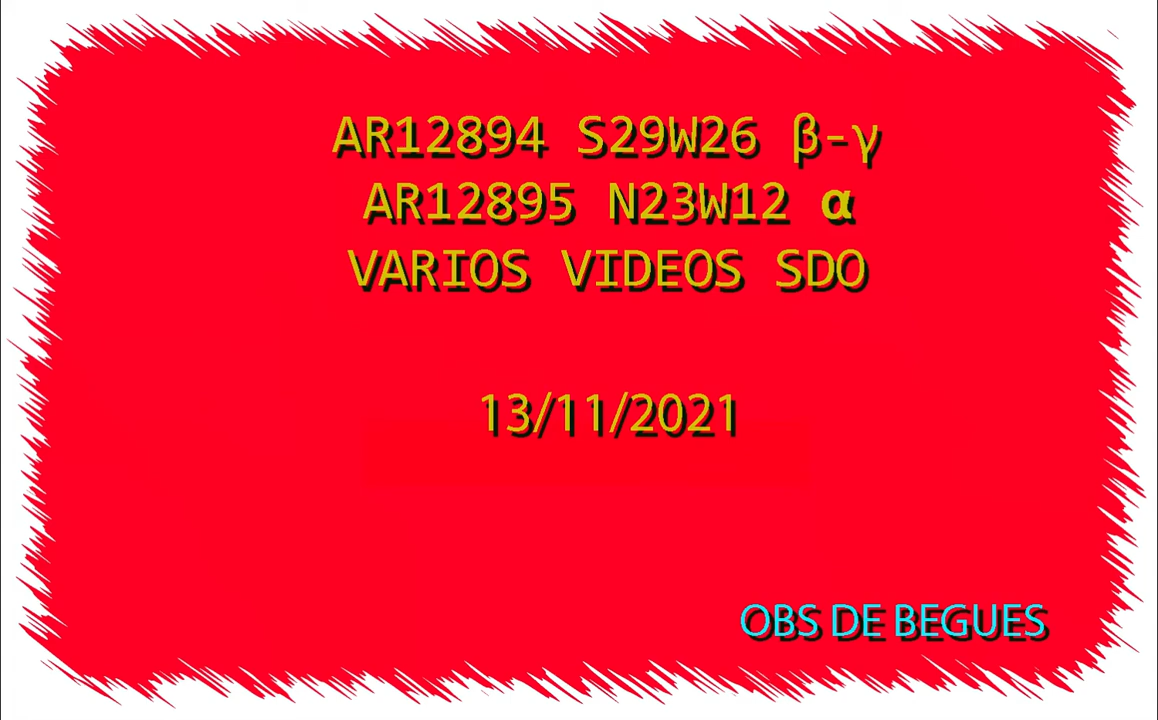 AR12894 S29W26 β-γ
AR12895 N23W12 α
VARIOS VIDEOS SDO
13/11/2021
OBS DE BEGUES